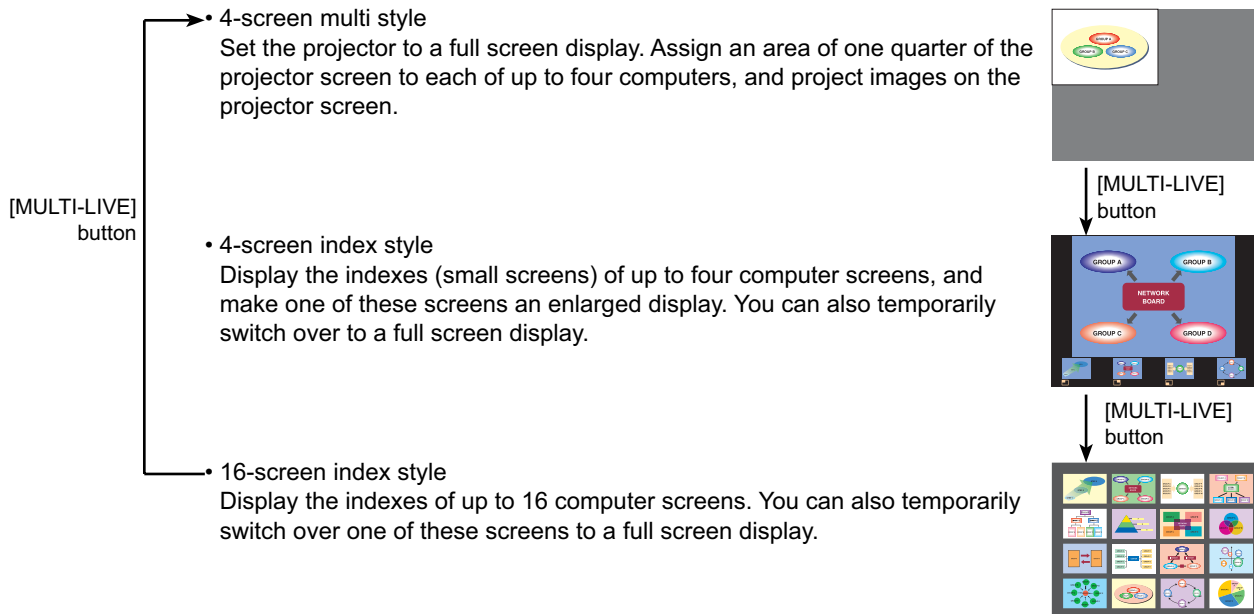 • 4-screen multi style
Set the projector to a full screen display. Assign an area of one quarter of the
projector screen to each of up to four computers, and project images on the
projector screen.
GROUP A
GROUP B
GROUP C
[MULTI-LIVE]
button
[MULTI-LIVE]
button
• 4-screen index style
Display the indexes (small screens) of up to four computer screens, and
make one of these screens an enlarged display. You can also temporarily
switch over to a full screen display.
GROUP A
GROUP B
NETWORK
BOARD
GROUP C
GROUP D
[MULTI-LIVE]
button
• 16-screen index style
Display the indexes of up to 16 computer screens. You can also temporarily
switch over one of these screens to a full screen display.